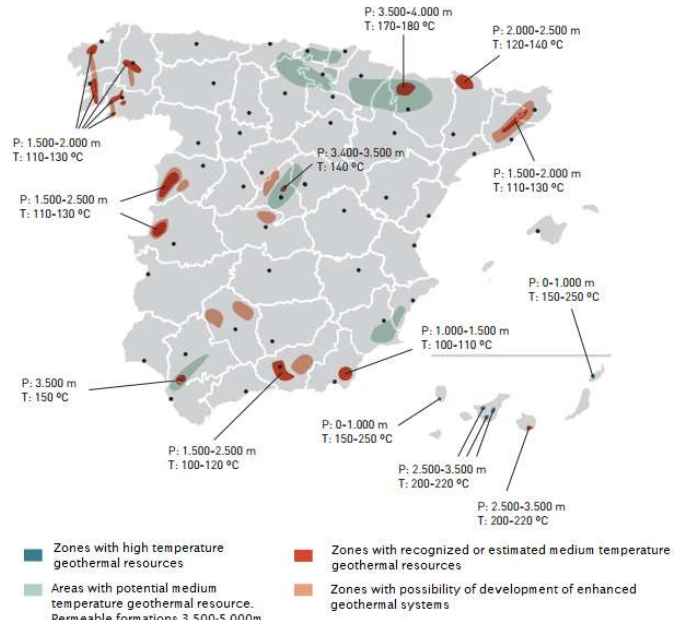 P: 3.500-4.000 m
T: 170-180 ºC
P: 2.000-2.500 m
T: 120-140 ºC
P: 1.500-2.000 m
T: 110-130 ºC
P: 3.400-3.500 m
T: 140 ºC
P: 1.500-2.000 m
T: 110-130 ºC
P: 1.500-2.500 m
T: 110-130 ºC
P: 0-1.000 m
T: 150-250 ºC
P: 1.000-1.500 m
T: 100-110 ºC
P: 3.500 m
T: 150 ºC
P: 0-1.000 m
T: 150-250 ºC
P: 1.500-2.500 m
T: 100-120 ºC
P: 2.500-3.500 m
T: 200-220 ºC
P: 2.500-3.500 m
T: 200-220 ºC
Zones with high temperature
geothermal resources
Areas with potential medium
temperature geothermal resource.
Permeable formations 3.500-5.000m
Zones with recognized or estimated medium temperature
geothermal resources
Zones with possibility of development of enhanced
geothermal systems